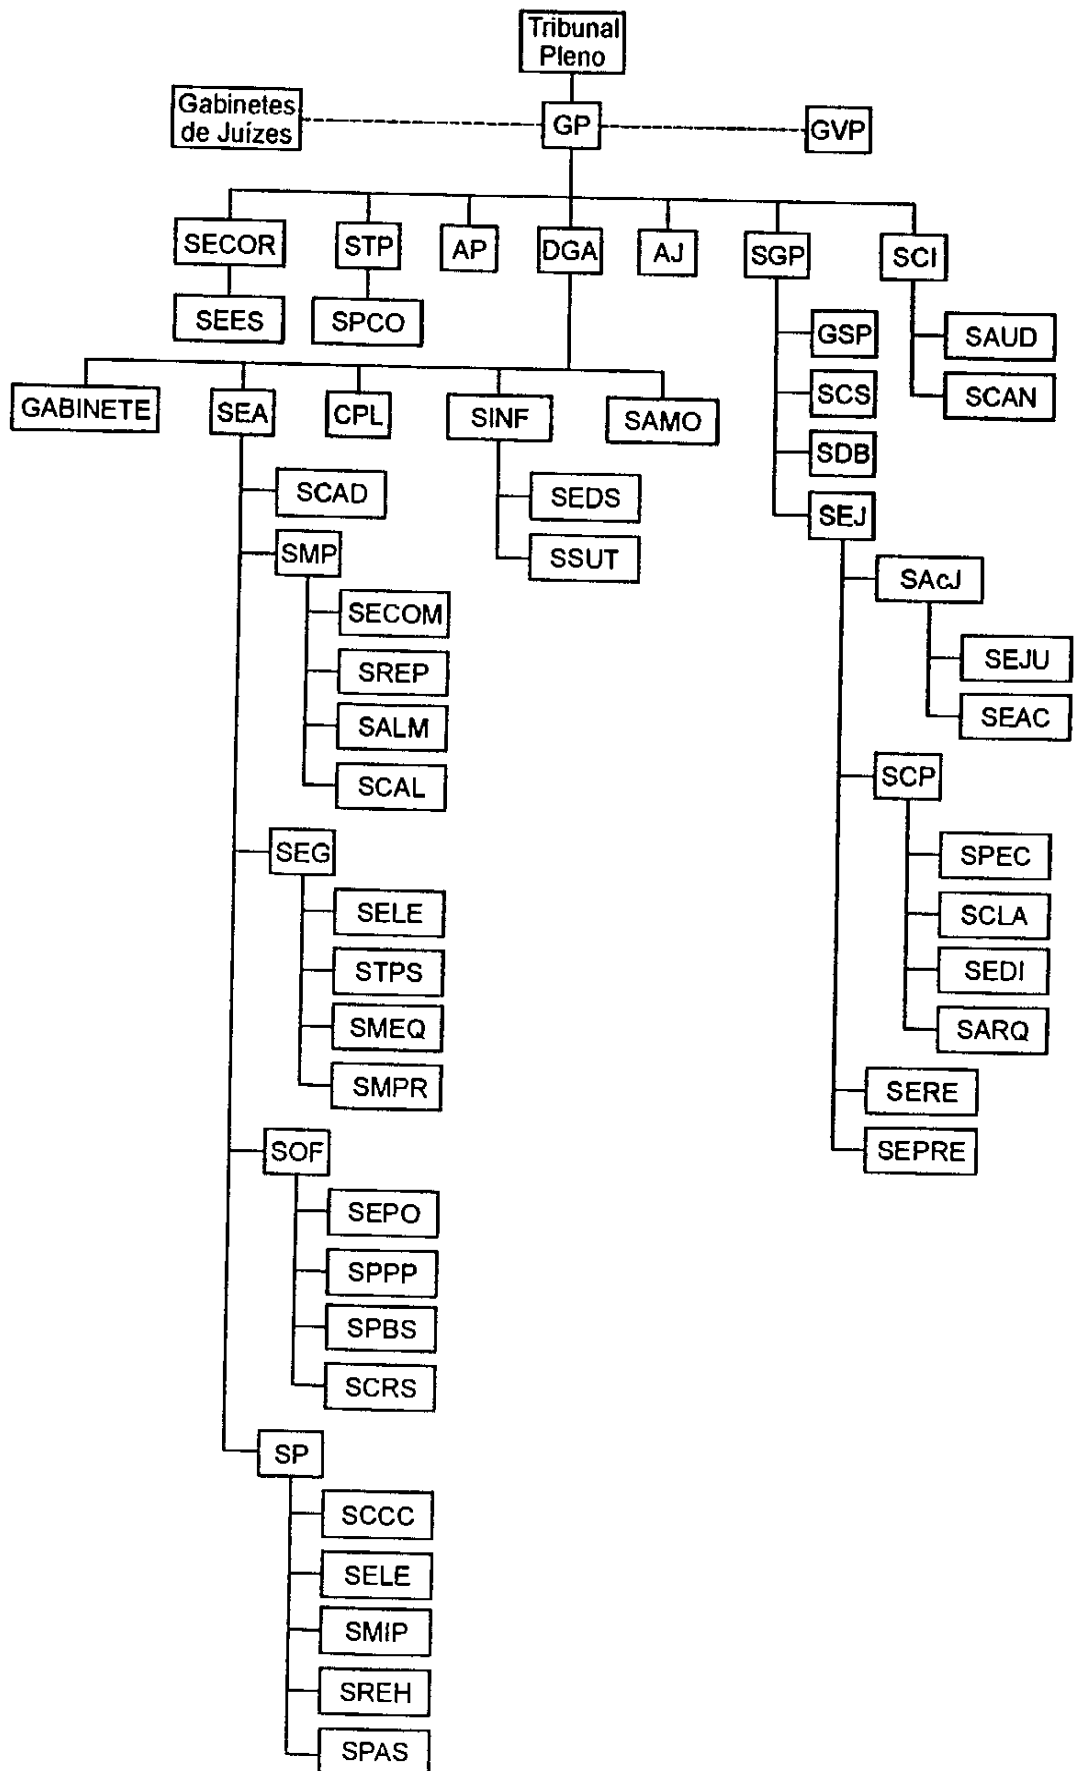 Tribunal
Pleno
Gabinetes
de Juízes
GP
GVP
SECOR
STP
AP
DGA
AJ
SGP
SCI
SEES
SPCO
GSP
SAUD
SCS
SCAN
GABINETE
SEA
CPL
SINF
SAMO
SDB
SCAD
SEDS
SEJ
SMP
SSUT
SAcJ
SECOM
SEJU
SREP
SEAC
SALM
SCAL
SCP
SEG
SPEC
SELE
SCLA
STPS
SEDI
SMEQ
SARQ
SMPR
SERE
SOF
SEPRE
SEPO
SPPP
SPBS
SCRS
SP
SCCC
SELE
SMIP
SREH
SPAS